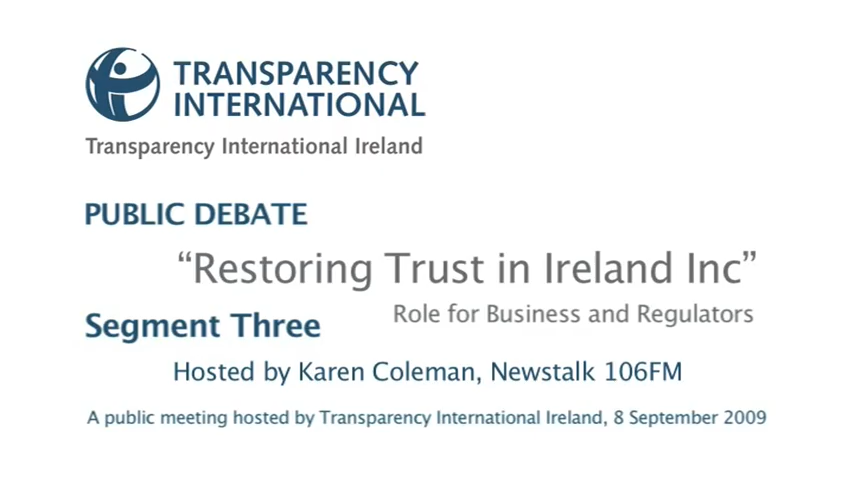 TRANSPARENCY
INTERNATIONAL
Transparency International Ireland
PUBLIC DEBATE
“Restoring Trust in Ireland Inc”
Role for Business and Regulators
Segment Three
Hosted by Karen Coleman, Newstalk 106FM
A public meeting hosted by Transparency International Ireland, 8 September 2009